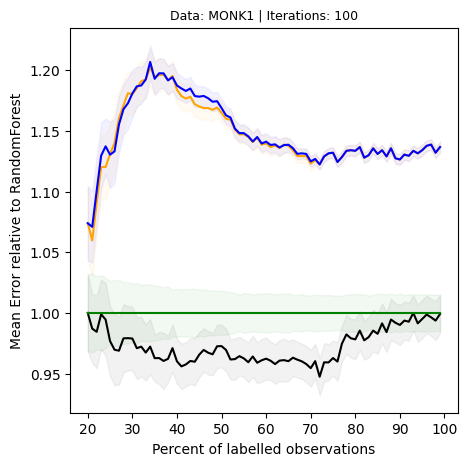 Data: MONK1 | Iterations: 100
Mean Error relative to RandomForest
1.20
1.15
1.10
1.05
1.00
0.95
20 30 40 50 60 70 80 90 100
Percent of labelled observations